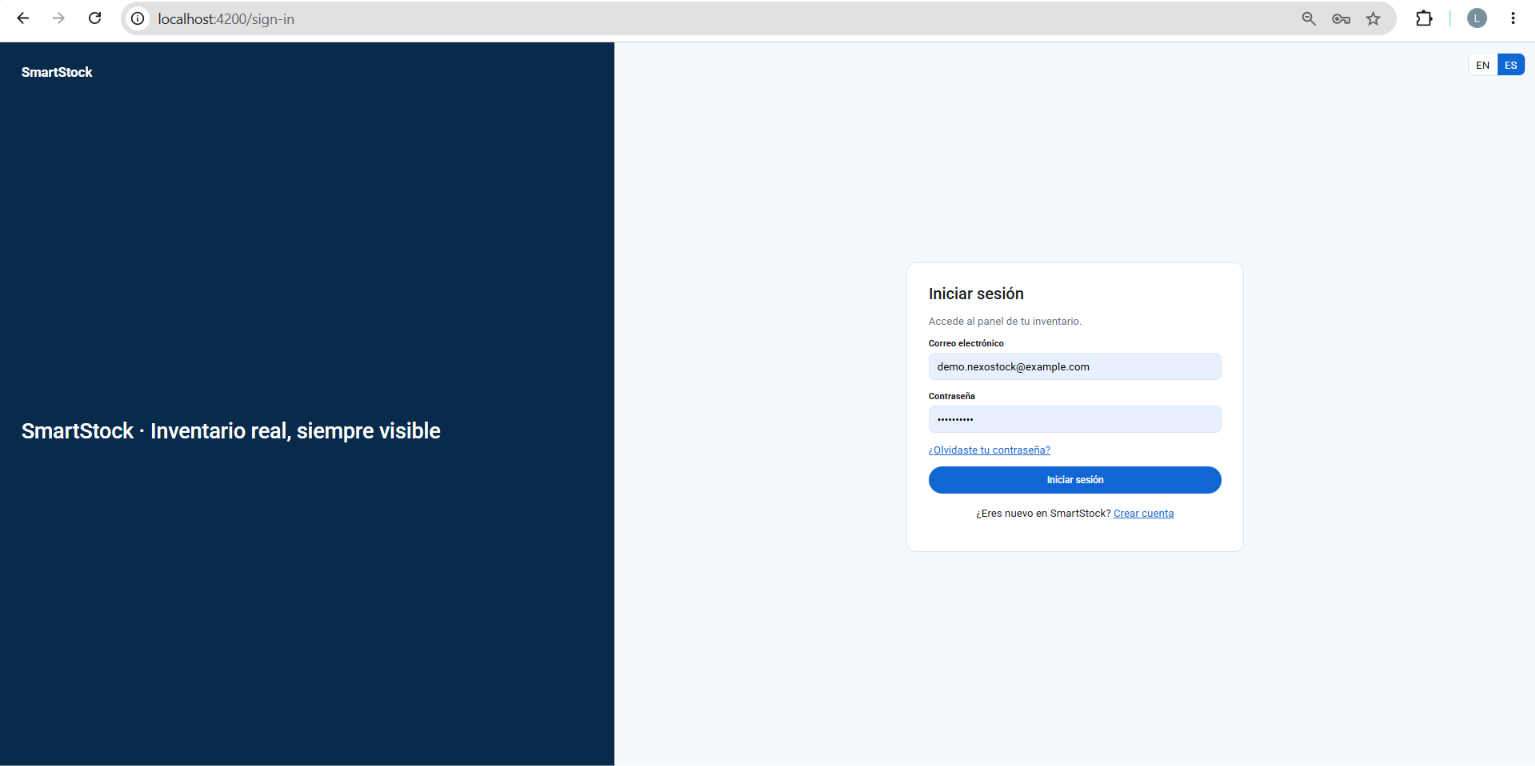 localhost:4200/sign-in
L
SmartStock
EN ES
SmartStock · Inventario real, siempre visible
Iniciar sesión
Accede al panel de tu inventario.
Correo electrónico
demo.nexostock@example.com
Contraseña
••••••••••
¿Olvidaste tu contraseña?
Iniciar sesión
¿Eres nuevo en SmartStock? Crear cuenta